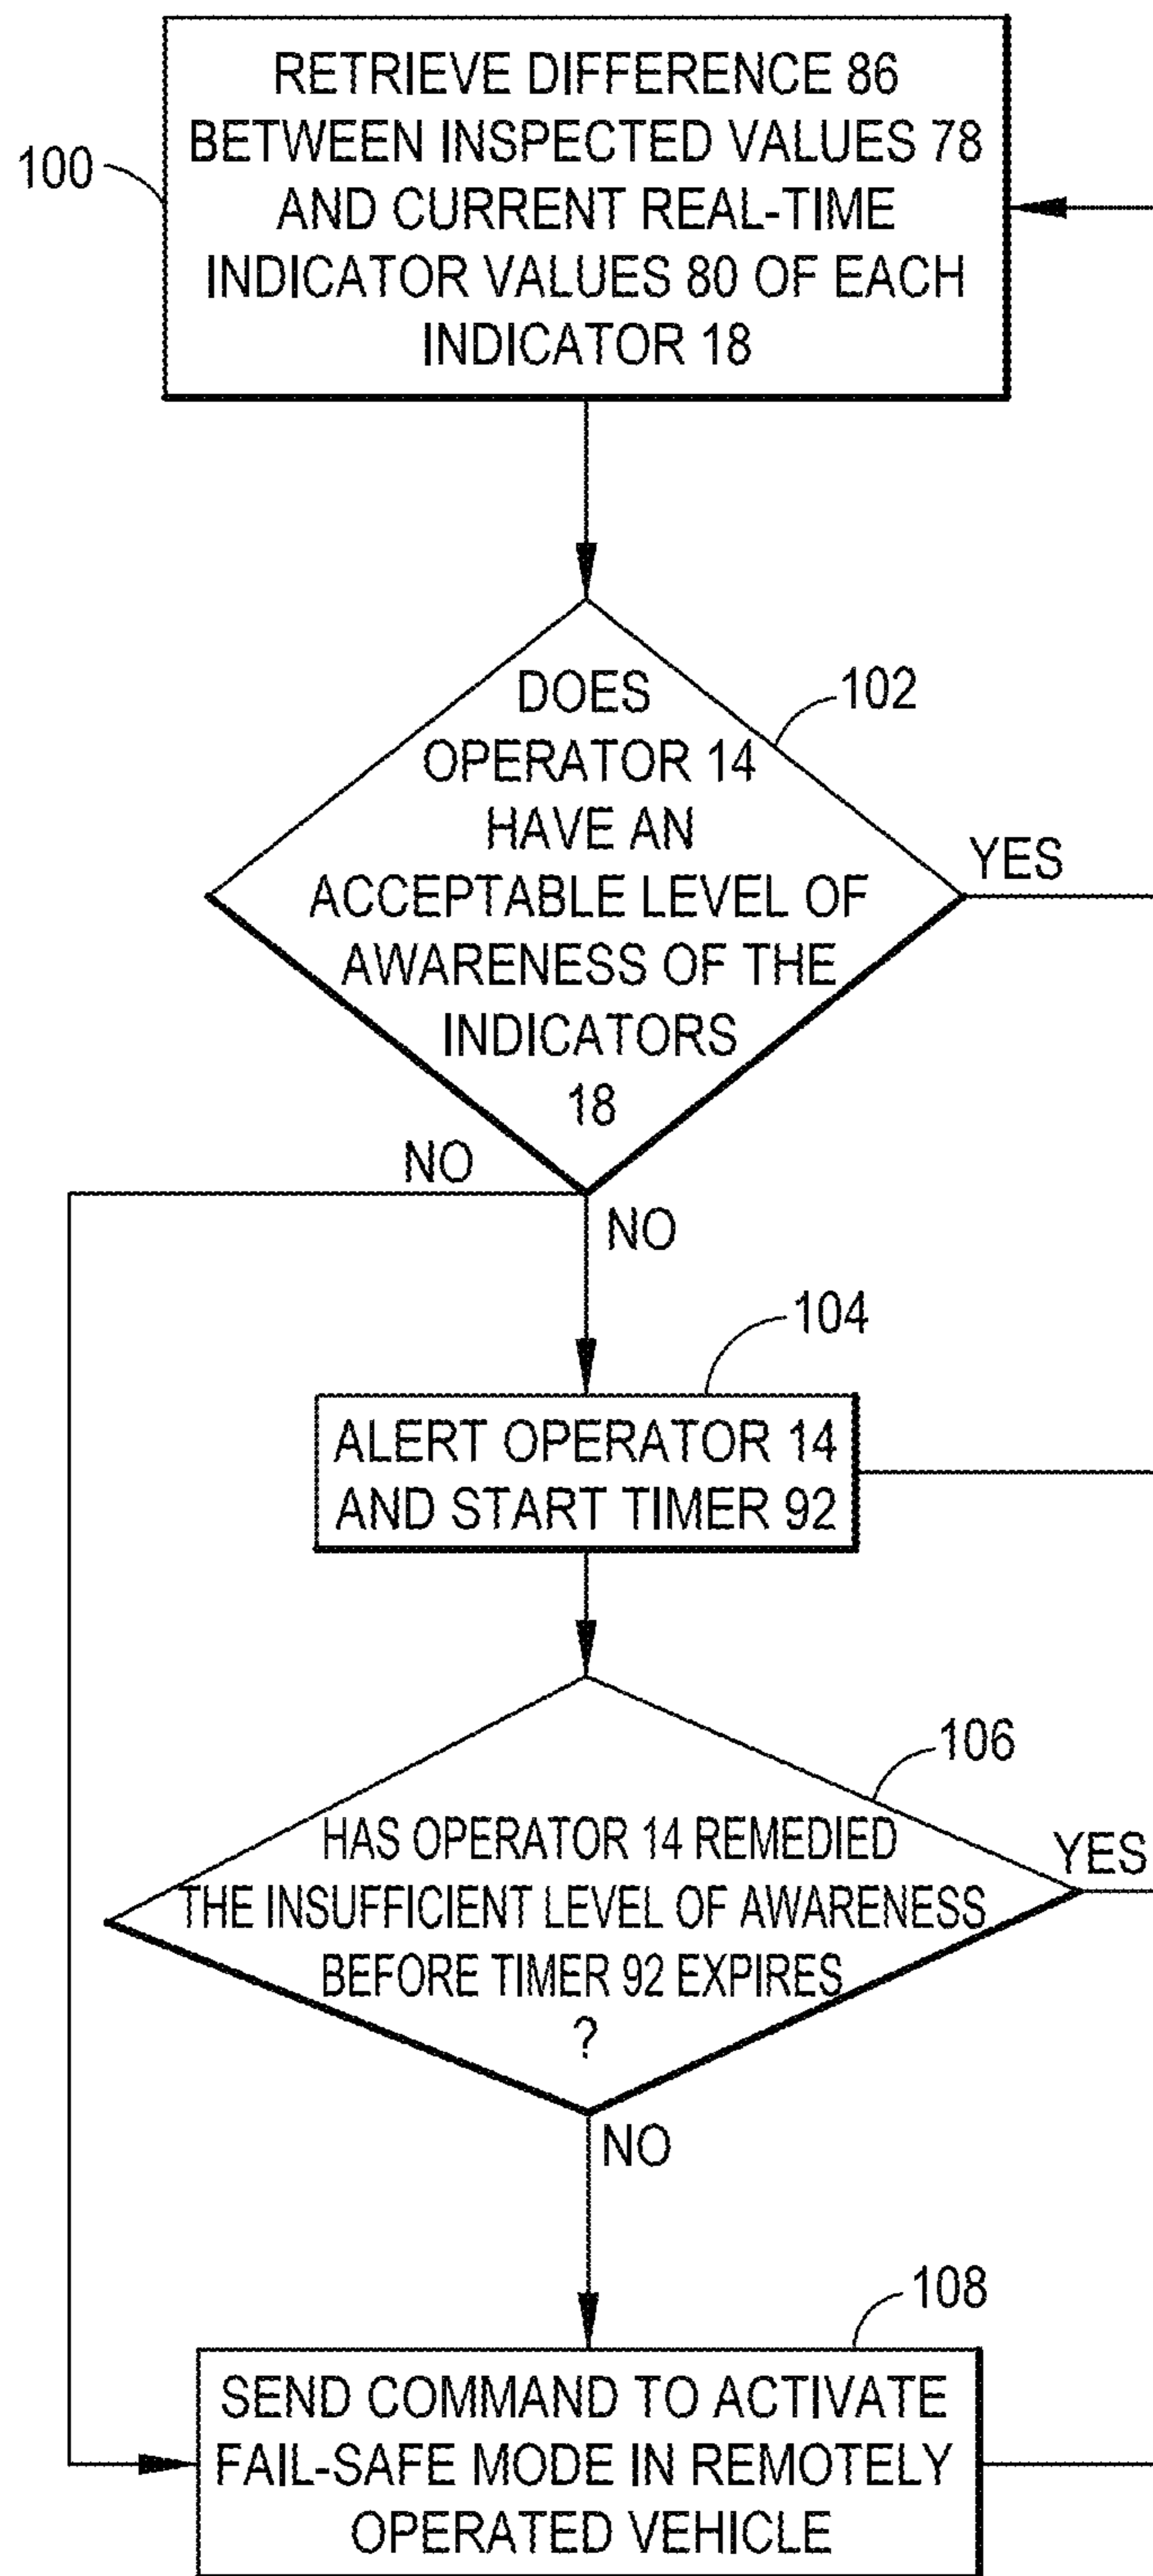 RETRIEVE DIFFERENCE 86
BETWEEN INSPECTED VALUES 78
AND CURRENT REAL-TIME
INDICATOR VALUES 80 OF EACH
INDICATOR 18
100
DOES
OPERATOR 14
HAVE AN
ACCEPTABLE LEVEL OF
AWARENESS OF THE
INDICATORS
18
102
YES
NO
NO
104
ALERT OPERATOR 14
AND START TIMER 92
106
HAS OPERATOR 14 REMEDIED
THE INSUFFICIENT LEVEL OF AWARENESS
BEFORE TIMER 92 EXPIRES
?
YES
NO
108
SEND COMMAND TO ACTIVATE
FAIL-SAFE MODE IN REMOTELY
OPERATED VEHICLE